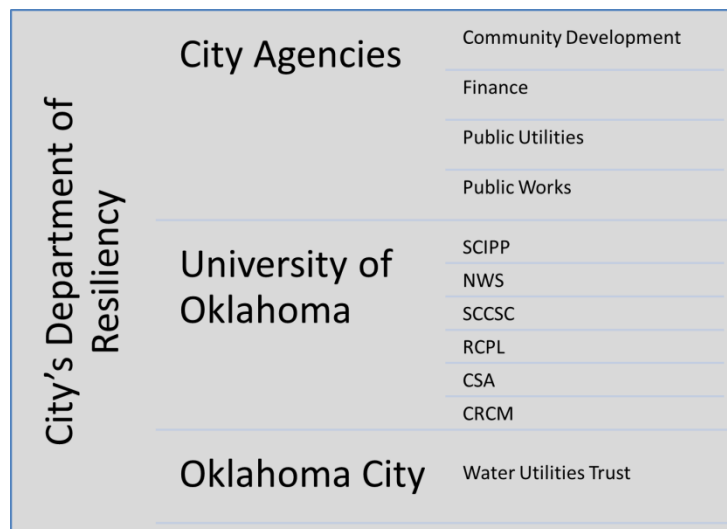 City's Department of
Resiliency
City Agencies
Community Development
Finance
Public Utilities
Public Works
University of
Oklahoma
SCIPP
NWS
SCCSC
RCPL
CSA
CRCM
Oklahoma City
Water Utilities Trust